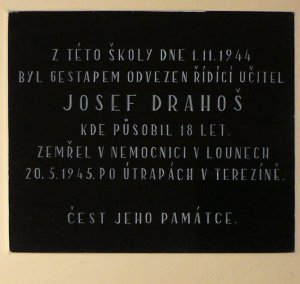 Z TÉTO ŠKOLY DNE 1.11.1944
BYL GESTAPEM ODVEZEN ŘÍDÍCÍ UČITEL
JOSEF DRAHOŠ
KDE PŮSOBIL 18 LET.
ZEMŘEL V NEMOCNICI V LOUNECH
20.5.1945, PO ÚTRAPÁCH V TEREZÍNĚ.
ČEST JEHO PAMÁTCE.